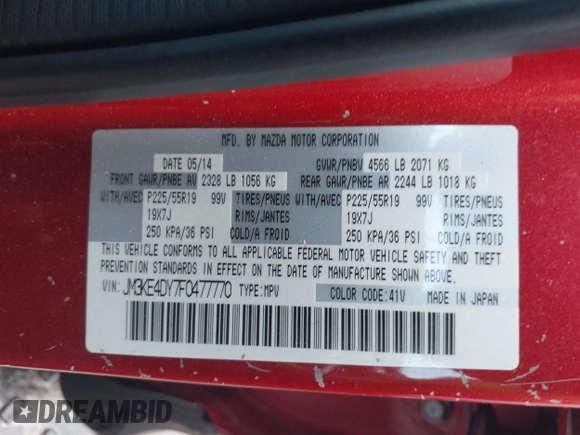 MFD. BY MAZDA MOTOR CORPORATION
DATE 05/14 GVWR/PNBV 4566 LB 2071 KG
FRONT GAWR/PNBE AV 2328 LB 1056 KG REAR GAWR/PNBE AR 2244 LB 1018 KG
WITH/AVEC P225/55R19 99V TIRES/PNEUS WITH/AVEC P225/55R19 99V TIRES/PNEUS
19X7J RIMS/JANTES 19X7J RIMS/JANTES
250 KPA/36 PSI COLD/A FROID 250 KPA/36 PSI COLD/A FROID
THIS VEHICLE CONFORMS TO ALL APPLICABLE FEDERAL MOTOR VEHICLE SAFETY AND THEFT
PREVENTION STANDARDS IN EFFECT ON THE DATE OF MANUFACTURE SHOWN ABOVE.
VIN: JM3KE4DY7F0477770 TYPE:MPV COLOR CODE:41V MADE IN JAPAN
DREAMBID